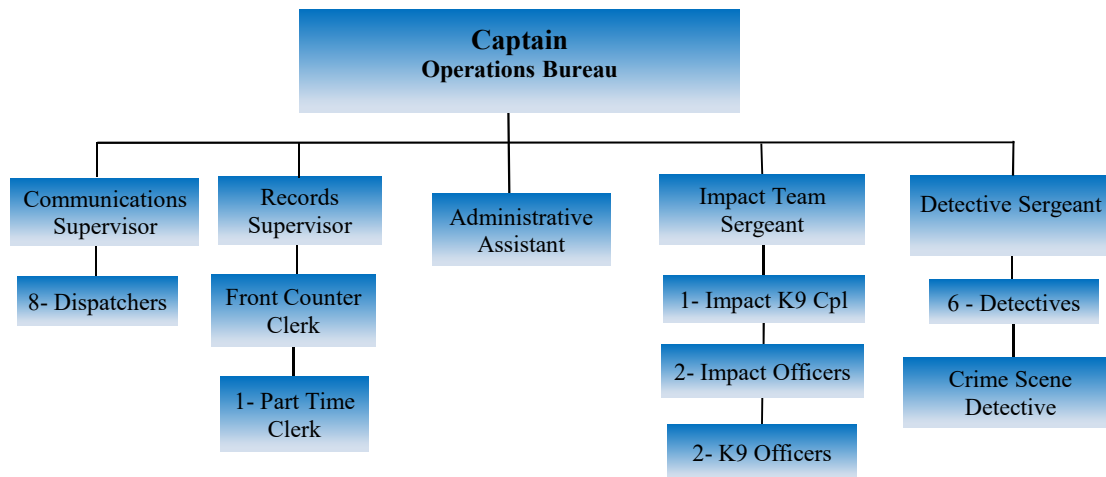 Captain
Operations Bureau
Communications
Supervisor
8- Dispatchers
Records
Supervisor
Front Counter
Clerk
1- Part Time
Clerk
Administrative
Assistant
Impact Team
Sergeant
1- Impact K9 Cpl
2- Impact Officers
2- K9 Officers
Detective Sergeant
6 - Detectives
Crime Scene
Detective